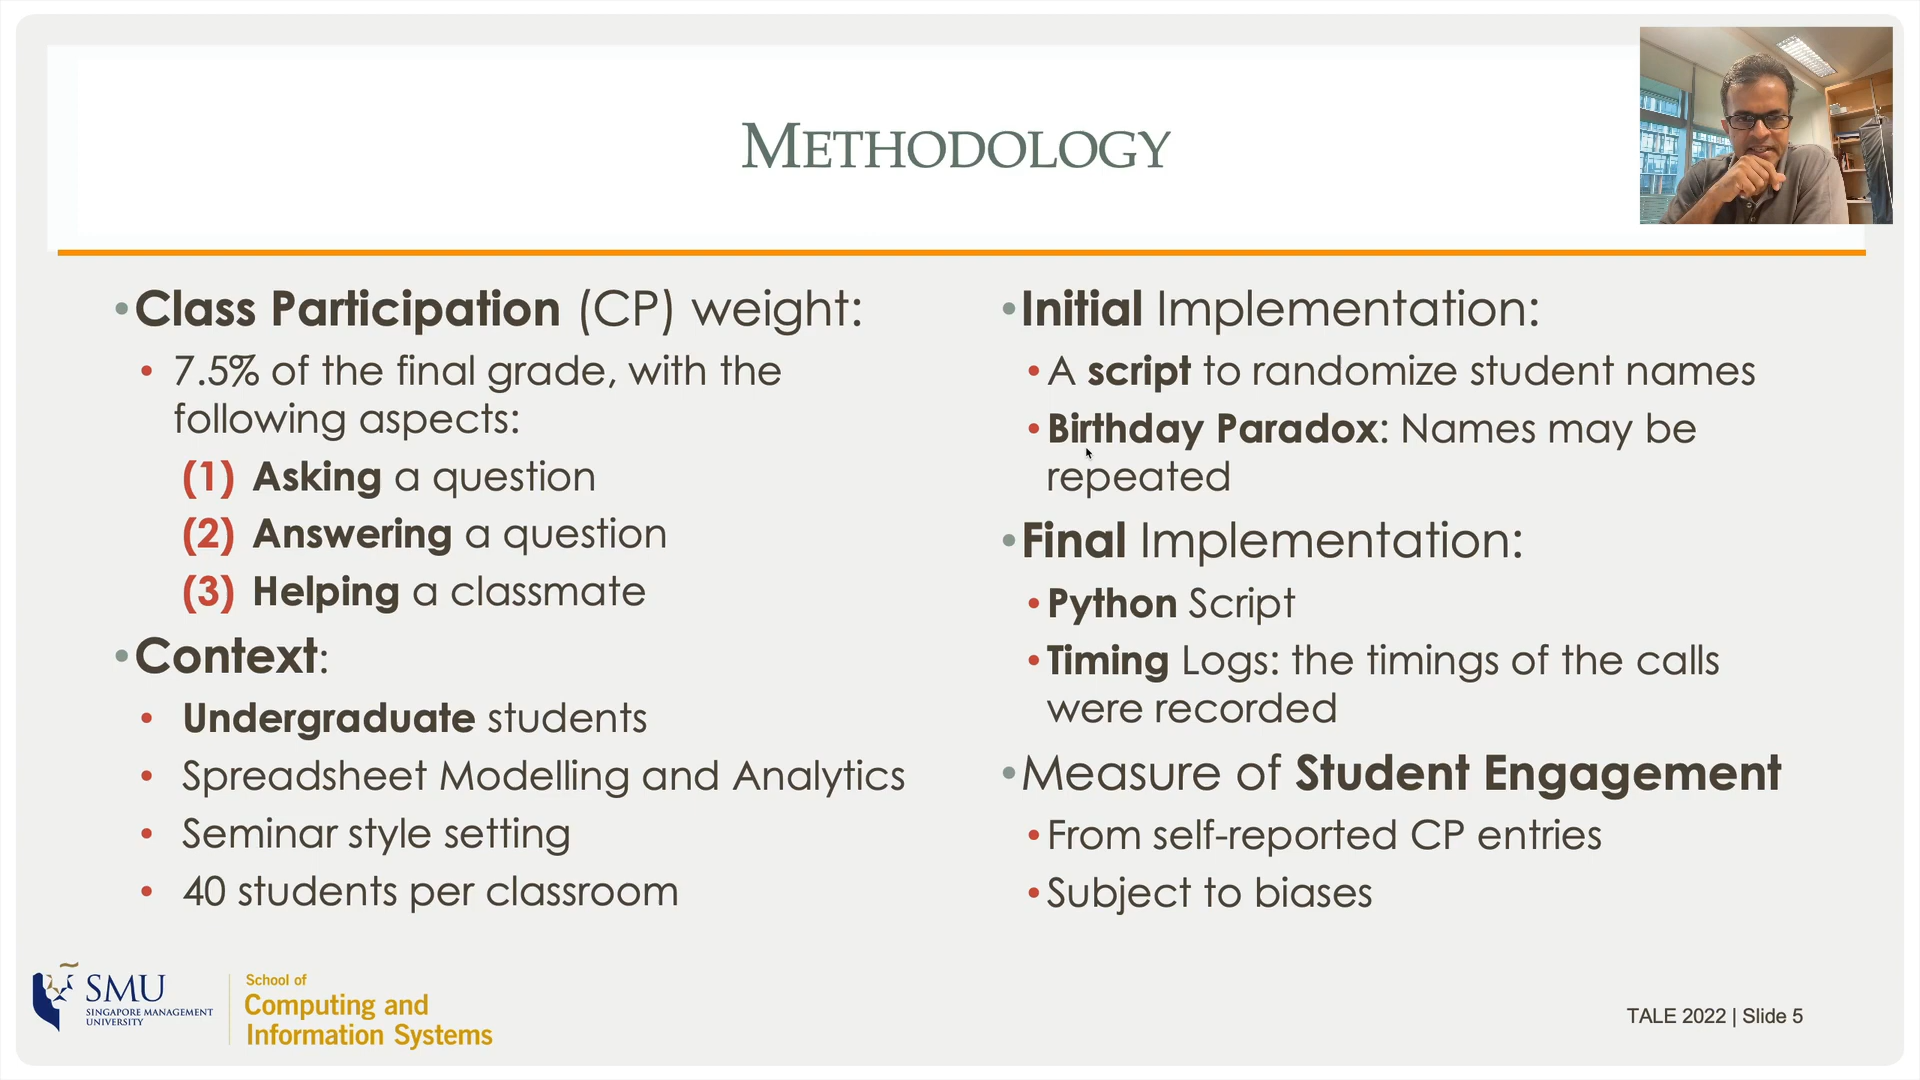 METHODOLOGY
•Class Participation (CP) weight:
• 7.5% of the final grade, with the
following aspects:
(1) Asking a question
(2) Answering a question
(3) Helping a classmate
•Context:
• Undergraduate students
• Spreadsheet Modelling and Analytics
• Seminar style setting
• 40 students per classroom
•Initial Implementation:
•A script to randomize student names
•Birthday Paradox: Names may be
repeated
•Final Implementation:
•Python Script
•Timing Logs: the timings of the calls
were recorded
•Measure of Student Engagement
•From self-reported CP entries
•Subject to biases
SMU
SINGAPORE MANAGEMENT
UNIVERSITY
School of
Computing and
Information Systems
TALE 2022 | Slide 5